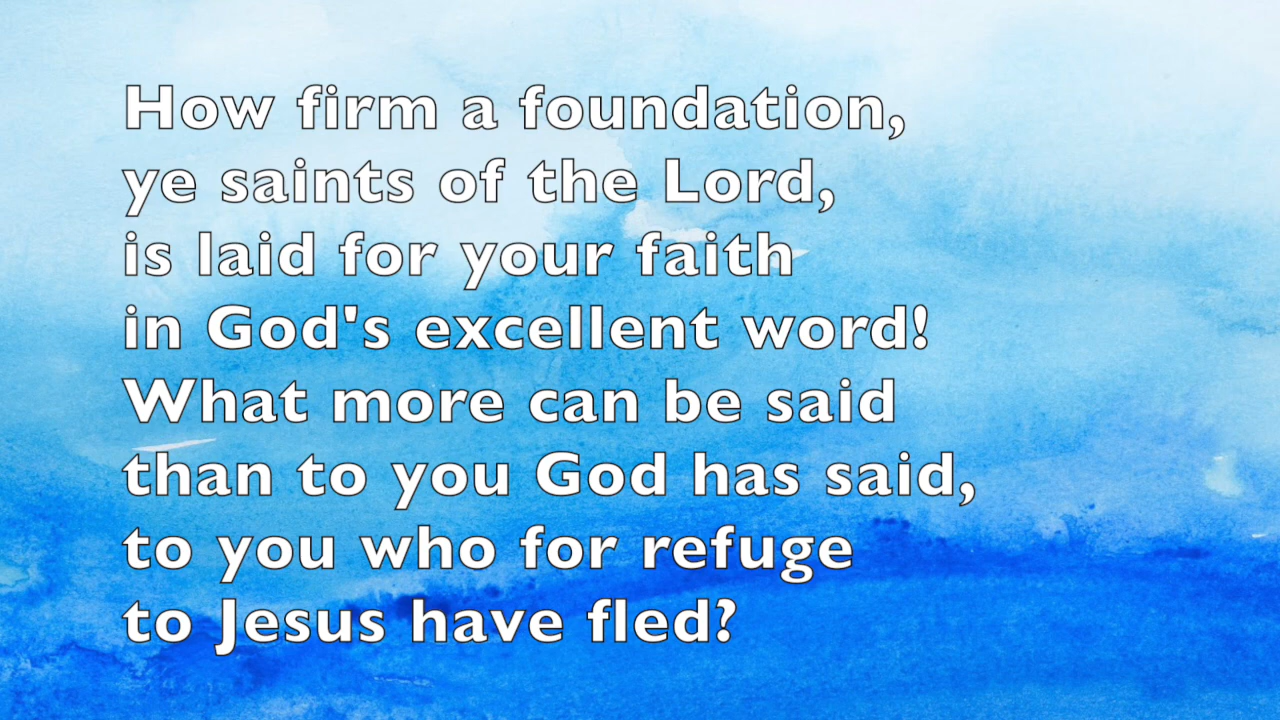 How firm a foundation,
ye saints of the Lord,
is laid for your faith
in God's excellent word!
What more can be said
than to you God has said,
to you who for refuge
to Jesus have fled?